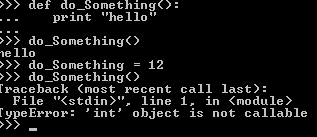 >>> def do_Something():
...     print "hello"
...
>>> do_Something()
hello
>>> do_Something = 12
>>> do_Something()
Traceback (most recent call last):
  File "<stdin>", line 1, in <module>
TypeError: 'int' object is not callable
>>> _